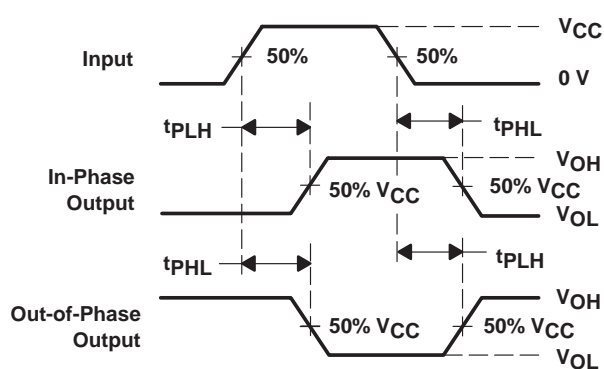 VCC
Input
50%
50%
0 V
tPLH
tPHL
VOH
In-Phase
Output
50% VCC
50% VCC
VOL
tPHL
tPLH
VOH
Out-of-Phase
Output
50% VCC
50% VCC
VOL